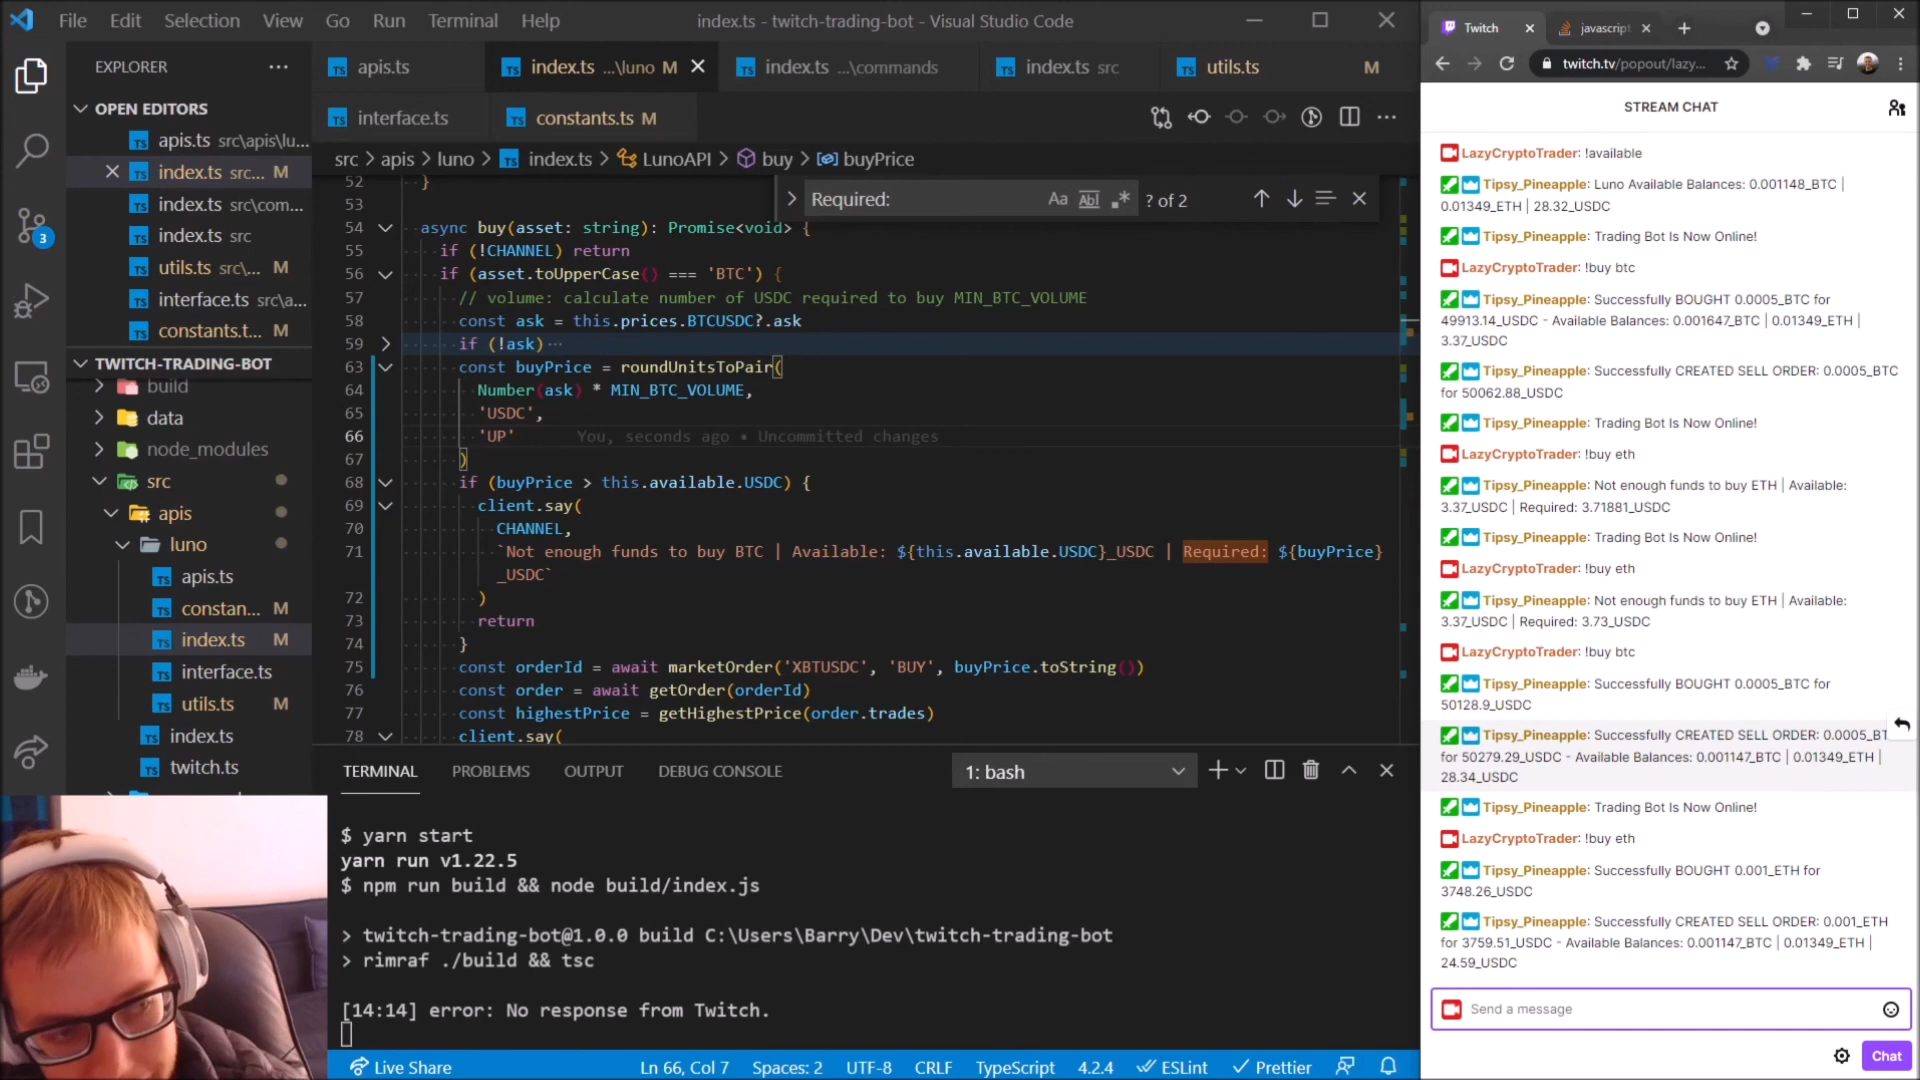 File Edit Selection View Go Run Terminal Help
index.ts - twitch-trading-bot - Visual Studio Code
EXPLORER
OPEN EDITORS
apis.ts src\apis\lu...
index.ts src... M
index.ts src\com...
index.ts src
utils.ts src\... M
interface.ts src\a...
constants.t... M
3
TWITCH-TRADING-BOT
build
data
node_modules
src
apis
luno
apis.ts
constan... M
index.ts M
interface.ts
utils.ts M
index.ts
twitch.ts
apis.ts
index.ts ...\luno M
index.ts ...\commands
index.ts src
utils.ts M
interface.ts
constants.ts M
src > apis > luno > index.ts > LunoAPI > buy > buyPrice
Required:
Aa Abl .*
? of 2
52 }
53
54 async buy(asset: string): Promise<void> {
55 if (!CHANNEL) return
56 if (asset.toUpperCase() === 'BTC') {
57 // volume: calculate number of USDC required to buy MIN_BTC_VOLUME
58 const ask = this.prices.BTCUSDC?.ask
59 if (!ask) ...
63 const buyPrice = roundUnitsToPair(
64 Number(ask) * MIN_BTC_VOLUME,
65 'USDC',
66 'UP' You, seconds ago • Uncommitted changes
67 )
68 if (buyPrice > this.available.USDC) {
69 client.say(
70 CHANNEL,
71 `Not enough funds to buy BTC | Available: ${this.available.USDC}_USDC | Required: ${buyPrice}
_USDC`
72 )
73 return
74 }
75 const orderId = await marketOrder('XBTUSDC', 'BUY', buyPrice.toString())
76 const order = await getOrder(orderId)
77 const highestPrice = getHighestPrice(order.trades)
78 client.say(
TERMINAL PROBLEMS OUTPUT DEBUG CONSOLE
1: bash
$ yarn start
yarn run v1.22.5
$ npm run build && node build/index.js
> twitch-trading-bot@1.0.0 build C:\Users\Barry\Dev\twitch-trading-bot
> rimraf ./build && tsc
[14:14] error: No response from Twitch.
Live Share
Ln 66, Col 7 Spaces: 2 UTF-8 CRLF TypeScript 4.2.4 ESLint Prettier
Twitch
javascript
twitch.tv/popout/lazy...
STREAM CHAT
LazyCryptoTrader: !available
Tipsy_Pineapple: Luno Available Balances: 0.001148_BTC |
0.01349_ETH | 28.32_USDC
Tipsy_Pineapple: Trading Bot Is Now Online!
LazyCryptoTrader: !buy btc
Tipsy_Pineapple: Successfully BOUGHT 0.0005_BTC for
49913.14_USDC - Available Balances: 0.001647_BTC | 0.01349_ETH |
3.37_USDC
Tipsy_Pineapple: Successfully CREATED SELL ORDER: 0.0005_BTC
for 50062.88_USDC
Tipsy_Pineapple: Trading Bot Is Now Online!
LazyCryptoTrader: !buy eth
Tipsy_Pineapple: Not enough funds to buy ETH | Available:
3.37_USDC | Required: 3.71881_USDC
Tipsy_Pineapple: Trading Bot Is Now Online!
LazyCryptoTrader: !buy eth
Tipsy_Pineapple: Not enough funds to buy ETH | Available:
3.37_USDC | Required: 3.73_USDC
LazyCryptoTrader: !buy btc
Tipsy_Pineapple: Successfully BOUGHT 0.0005_BTC for
50128.9_USDC
Tipsy_Pineapple: Successfully CREATED SELL ORDER: 0.0005_BT
for 50279.29_USDC - Available Balances: 0.001147_BTC | 0.01349_ETH |
28.34_USDC
Tipsy_Pineapple: Trading Bot Is Now Online!
LazyCryptoTrader: !buy eth
Tipsy_Pineapple: Successfully BOUGHT 0.001_ETH for
3748.26_USDC
Tipsy_Pineapple: Successfully CREATED SELL ORDER: 0.001_ETH
for 3759.51_USDC - Available Balances: 0.001147_BTC | 0.01349_ETH |
24.59_USDC
Send a message
Chat